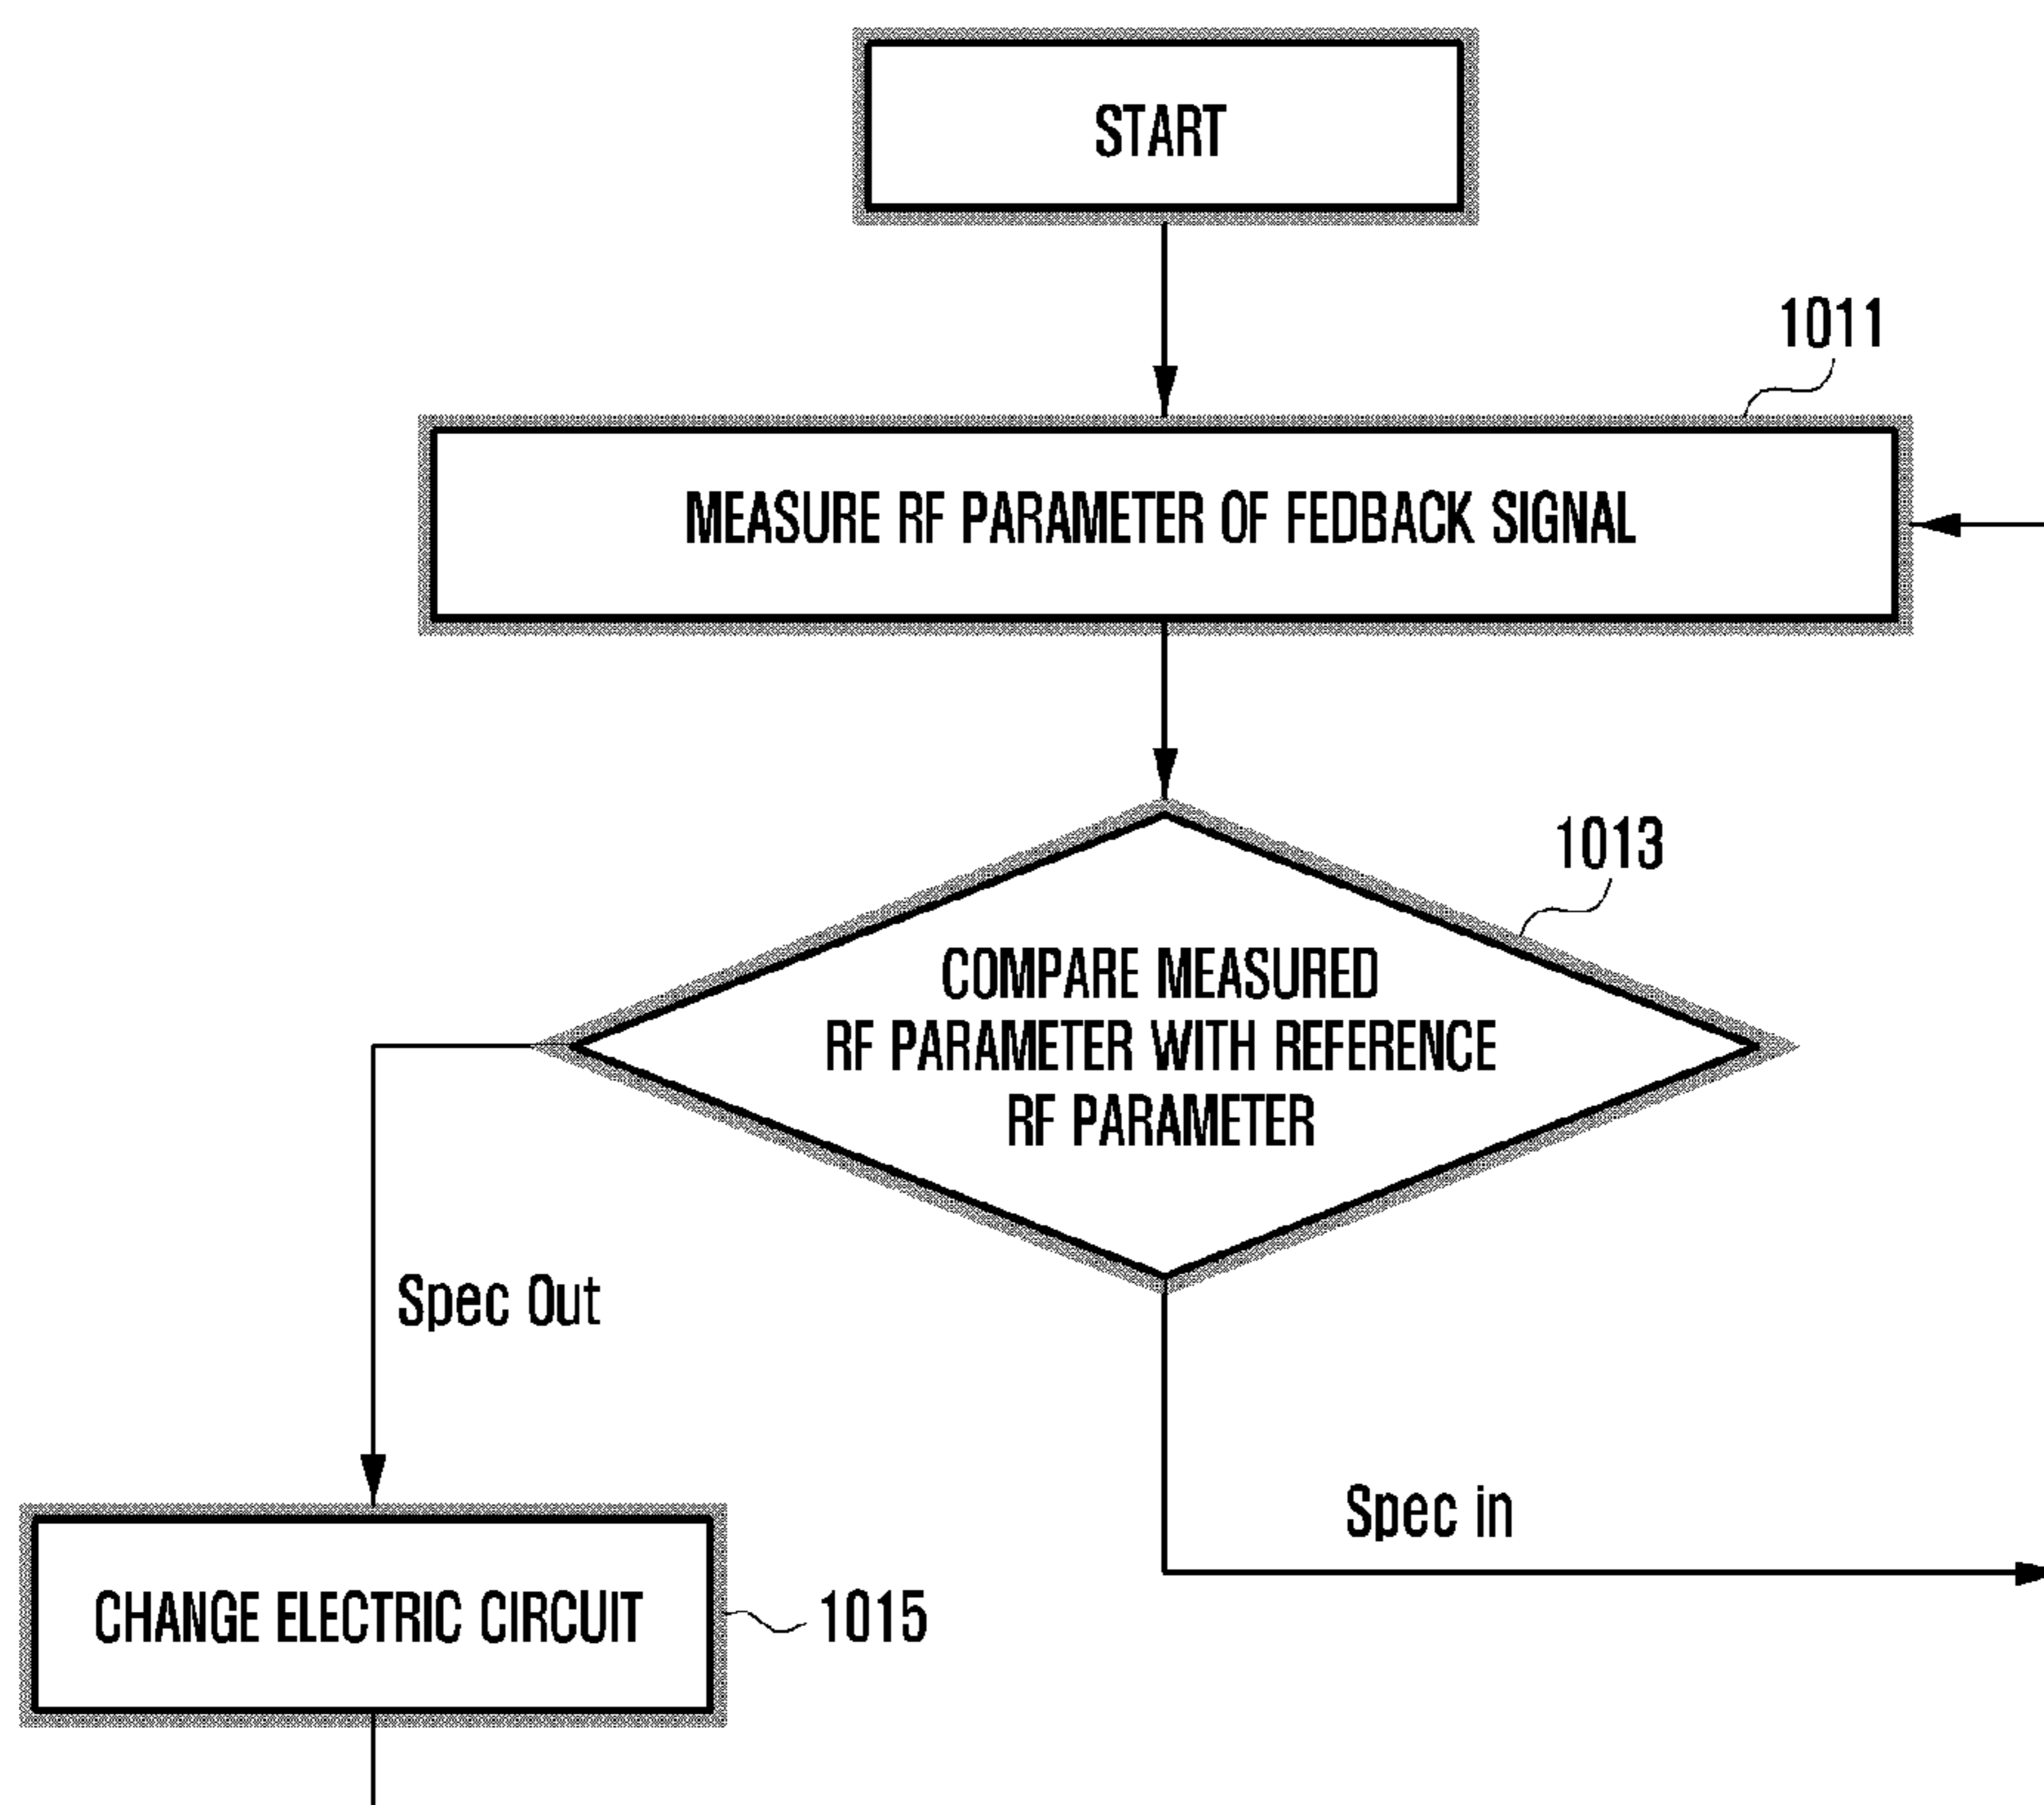 START
1011
MEASURE RF PARAMETER OF FEDBACK SIGNAL
1013
COMPARE MEASURED
RF PARAMETER WITH REFERENCE
RF PARAMETER
Spec Out
Spec in
CHANGE ELECTRIC CIRCUIT
1015